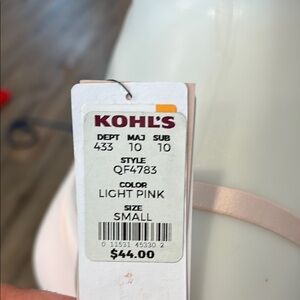 KOHL'S
DEPT MAJ SUB
433 10 10
STYLE
QF4783
COLOR
LIGHT PINK
SIZE
SMALL
0 11531 45330 2
$44.00